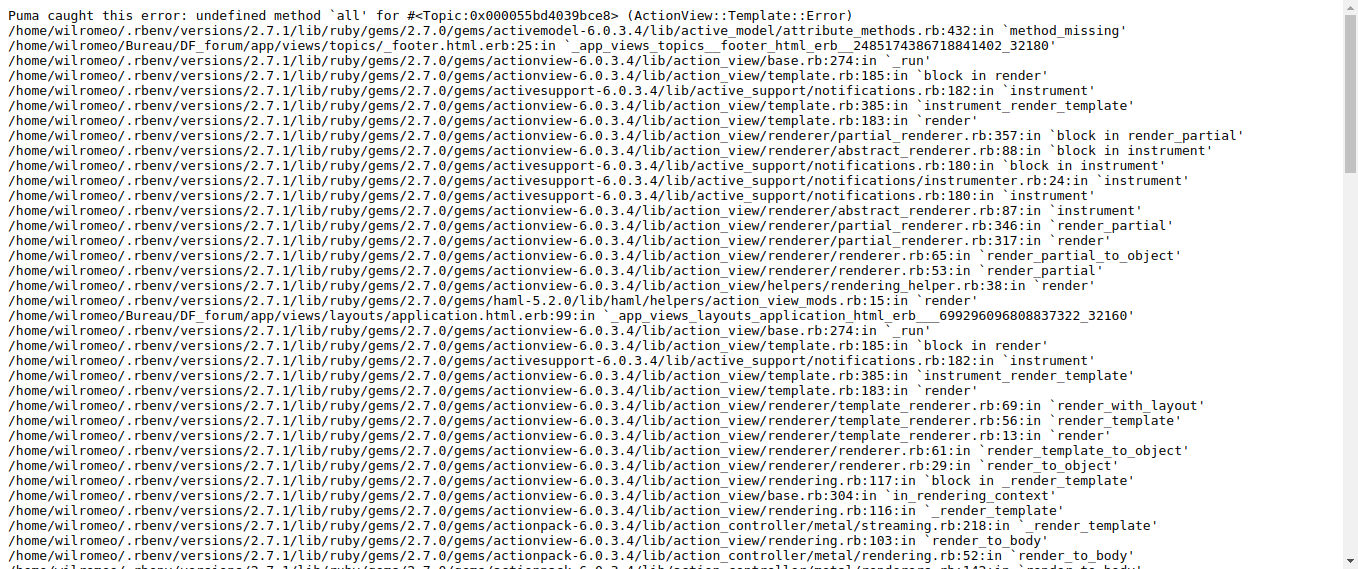 Puma caught this error: undefined method `all' for #<Topic:0x000055bd4039bce8> (ActionView::Template::Error)
/home/wilromeo/.rbenv/versions/2.7.1/lib/ruby/gems/2.7.0/gems/activemodel-6.0.3.4/lib/active_model/attribute_methods.rb:432:in `method_missing'
/home/wilromeo/Bureau/DF_forum/app/views/topics/_footer.html.erb:25:in `_app_views_topics__footer_html_erb__2485174386718841402_32180'
/home/wilromeo/.rbenv/versions/2.7.1/lib/ruby/gems/2.7.0/gems/actionview-6.0.3.4/lib/action_view/base.rb:274:in `_run'
/home/wilromeo/.rbenv/versions/2.7.1/lib/ruby/gems/2.7.0/gems/actionview-6.0.3.4/lib/action_view/template.rb:185:in `block in render'
/home/wilromeo/.rbenv/versions/2.7.1/lib/ruby/gems/2.7.0/gems/activesupport-6.0.3.4/lib/active_support/notifications.rb:182:in `instrument'
/home/wilromeo/.rbenv/versions/2.7.1/lib/ruby/gems/2.7.0/gems/actionview-6.0.3.4/lib/action_view/template.rb:385:in `instrument_render_template'
/home/wilromeo/.rbenv/versions/2.7.1/lib/ruby/gems/2.7.0/gems/actionview-6.0.3.4/lib/action_view/template.rb:183:in `render'
/home/wilromeo/.rbenv/versions/2.7.1/lib/ruby/gems/2.7.0/gems/actionview-6.0.3.4/lib/action_view/renderer/partial_renderer.rb:357:in `block in render_partial'
/home/wilromeo/.rbenv/versions/2.7.1/lib/ruby/gems/2.7.0/gems/actionview-6.0.3.4/lib/action_view/renderer/abstract_renderer.rb:88:in `block in instrument'
/home/wilromeo/.rbenv/versions/2.7.1/lib/ruby/gems/2.7.0/gems/activesupport-6.0.3.4/lib/active_support/notifications.rb:180:in `block in instrument'
/home/wilromeo/.rbenv/versions/2.7.1/lib/ruby/gems/2.7.0/gems/activesupport-6.0.3.4/lib/active_support/notifications/instrumenter.rb:24:in `instrument'
/home/wilromeo/.rbenv/versions/2.7.1/lib/ruby/gems/2.7.0/gems/activesupport-6.0.3.4/lib/active_support/notifications.rb:180:in `instrument'
/home/wilromeo/.rbenv/versions/2.7.1/lib/ruby/gems/2.7.0/gems/actionview-6.0.3.4/lib/action_view/renderer/abstract_renderer.rb:87:in `instrument'
/home/wilromeo/.rbenv/versions/2.7.1/lib/ruby/gems/2.7.0/gems/actionview-6.0.3.4/lib/action_view/renderer/partial_renderer.rb:346:in `render_partial'
/home/wilromeo/.rbenv/versions/2.7.1/lib/ruby/gems/2.7.0/gems/actionview-6.0.3.4/lib/action_view/renderer/partial_renderer.rb:317:in `render'
/home/wilromeo/.rbenv/versions/2.7.1/lib/ruby/gems/2.7.0/gems/actionview-6.0.3.4/lib/action_view/renderer/renderer.rb:65:in `render_partial_to_object'
/home/wilromeo/.rbenv/versions/2.7.1/lib/ruby/gems/2.7.0/gems/actionview-6.0.3.4/lib/action_view/renderer/renderer.rb:53:in `render_partial'
/home/wilromeo/.rbenv/versions/2.7.1/lib/ruby/gems/2.7.0/gems/actionview-6.0.3.4/lib/action_view/helpers/rendering_helper.rb:38:in `render'
/home/wilromeo/.rbenv/versions/2.7.1/lib/ruby/gems/2.7.0/gems/haml-5.2.0/lib/haml/helpers/action_view_mods.rb:15:in `render'
/home/wilromeo/Bureau/DF_forum/app/views/layouts/application.html.erb:99:in `_app_views_layouts_application_html_erb___699296096808837322_32160'
/home/wilromeo/.rbenv/versions/2.7.1/lib/ruby/gems/2.7.0/gems/actionview-6.0.3.4/lib/action_view/base.rb:274:in `_run'
/home/wilromeo/.rbenv/versions/2.7.1/lib/ruby/gems/2.7.0/gems/actionview-6.0.3.4/lib/action_view/template.rb:185:in `block in render'
/home/wilromeo/.rbenv/versions/2.7.1/lib/ruby/gems/2.7.0/gems/activesupport-6.0.3.4/lib/active_support/notifications.rb:182:in `instrument'
/home/wilromeo/.rbenv/versions/2.7.1/lib/ruby/gems/2.7.0/gems/actionview-6.0.3.4/lib/action_view/template.rb:385:in `instrument_render_template'
/home/wilromeo/.rbenv/versions/2.7.1/lib/ruby/gems/2.7.0/gems/actionview-6.0.3.4/lib/action_view/template.rb:183:in `render'
/home/wilromeo/.rbenv/versions/2.7.1/lib/ruby/gems/2.7.0/gems/actionview-6.0.3.4/lib/action_view/renderer/template_renderer.rb:69:in `render_with_layout'
/home/wilromeo/.rbenv/versions/2.7.1/lib/ruby/gems/2.7.0/gems/actionview-6.0.3.4/lib/action_view/renderer/template_renderer.rb:56:in `render_template'
/home/wilromeo/.rbenv/versions/2.7.1/lib/ruby/gems/2.7.0/gems/actionview-6.0.3.4/lib/action_view/renderer/template_renderer.rb:13:in `render'
/home/wilromeo/.rbenv/versions/2.7.1/lib/ruby/gems/2.7.0/gems/actionview-6.0.3.4/lib/action_view/renderer/renderer.rb:61:in `render_template_to_object'
/home/wilromeo/.rbenv/versions/2.7.1/lib/ruby/gems/2.7.0/gems/actionview-6.0.3.4/lib/action_view/renderer/renderer.rb:29:in `render_to_object'
/home/wilromeo/.rbenv/versions/2.7.1/lib/ruby/gems/2.7.0/gems/actionview-6.0.3.4/lib/action_view/rendering.rb:117:in `block in _render_template'
/home/wilromeo/.rbenv/versions/2.7.1/lib/ruby/gems/2.7.0/gems/actionview-6.0.3.4/lib/action_view/base.rb:304:in `in_rendering_context'
/home/wilromeo/.rbenv/versions/2.7.1/lib/ruby/gems/2.7.0/gems/actionview-6.0.3.4/lib/action_view/rendering.rb:116:in `_render_template'
/home/wilromeo/.rbenv/versions/2.7.1/lib/ruby/gems/2.7.0/gems/actionpack-6.0.3.4/lib/action_controller/metal/streaming.rb:218:in `_render_template'
/home/wilromeo/.rbenv/versions/2.7.1/lib/ruby/gems/2.7.0/gems/actionview-6.0.3.4/lib/action_view/rendering.rb:103:in `render_to_body'
/home/wilromeo/.rbenv/versions/2.7.1/lib/ruby/gems/2.7.0/gems/actionpack-6.0.3.4/lib/action_controller/metal/rendering.rb:52:in `render_to_body'